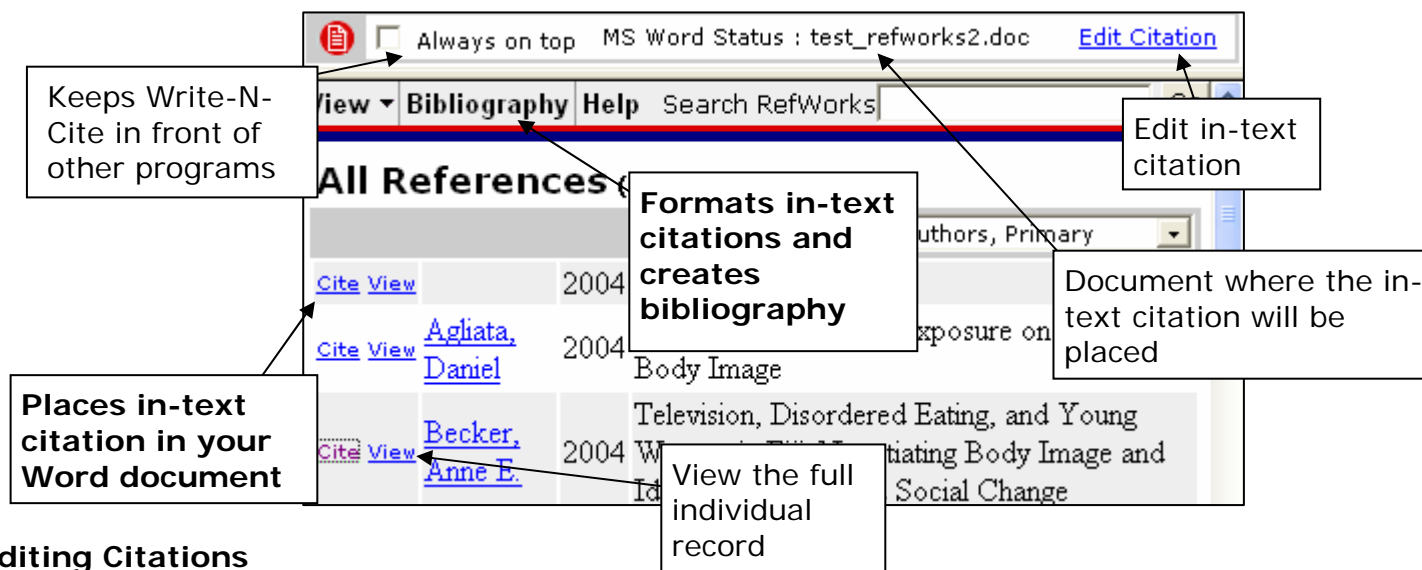 Always on top MS Word Status : test_refworks2.doc Edit Citation
Keeps Write-N-
Cite in front of
other programs
View Bibliography Help Search RefWorks
Edit in-text
citation
All References
Formats in-text
citations and
creates
bibliography
Authors, Primary
Document where the in-
text citation will be
placed
Cite View 2004
Cite View Agliata,
Daniel 2004 xposure on
Body Image
Places in-text
citation in your
Word document
Cite View Becker,
Anne E. 2004 Television, Disordered Eating, and Young
tiating Body Image and
Social Change
View the full
individual
record
diting Citations